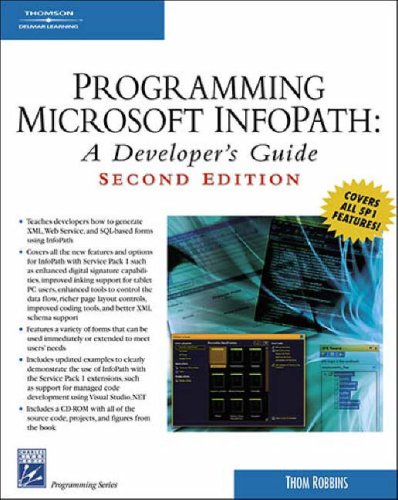 THOMSON
DELMAR LEARNING
PROGRAMMING
MICROSOFT INFOPATH:
A DEVELOPER'S GUIDE
SECOND EDITION
COVERS
ALL SP1
FEATURES!
• Teaches developers how to generate
XML, Web Service, and SQL-based forms
using InfoPath
• Covers all the new features and options
for InfoPath with Service Pack 1 such
as enhanced digital signature capabili-
ties, improved inking support for tablet
PC users, enhanced tools to control the
data flow, richer page layout controls,
improved coding tools, and better XML
schema support
• Features a variety of forms that can be
used immediately or extended to meet
users' needs
• Includes updated examples to clearly
demonstrate the use of InfoPath with
the Service Pack 1 extensions, such
as support for managed code
development using Visual Studio.NET
• Includes a CD-ROM with all of the
source code, projects, and figures from
the book
CHARLES
RIVER
MEDIA
Programming Series
THOM ROBBINS